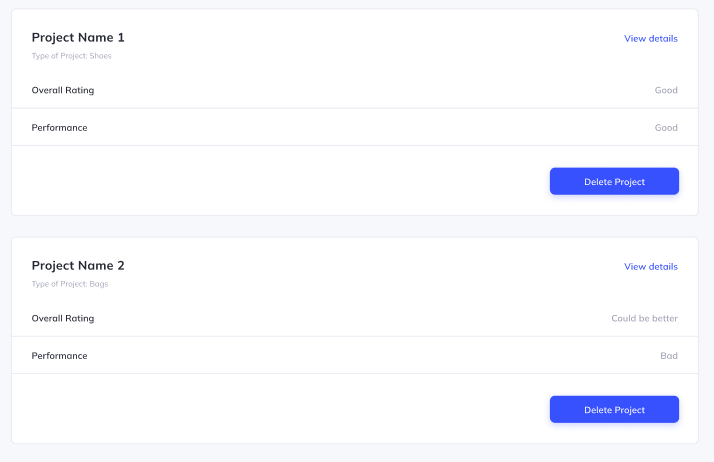 Project Name 1
View details
Type of Project: Shaes
Overall Rating
Good
Performance
Good
Delete Project
Project Name 2
View details
Type of Project: Bags
Overall Rating
Could be better
Performance
Bad
Delete Project